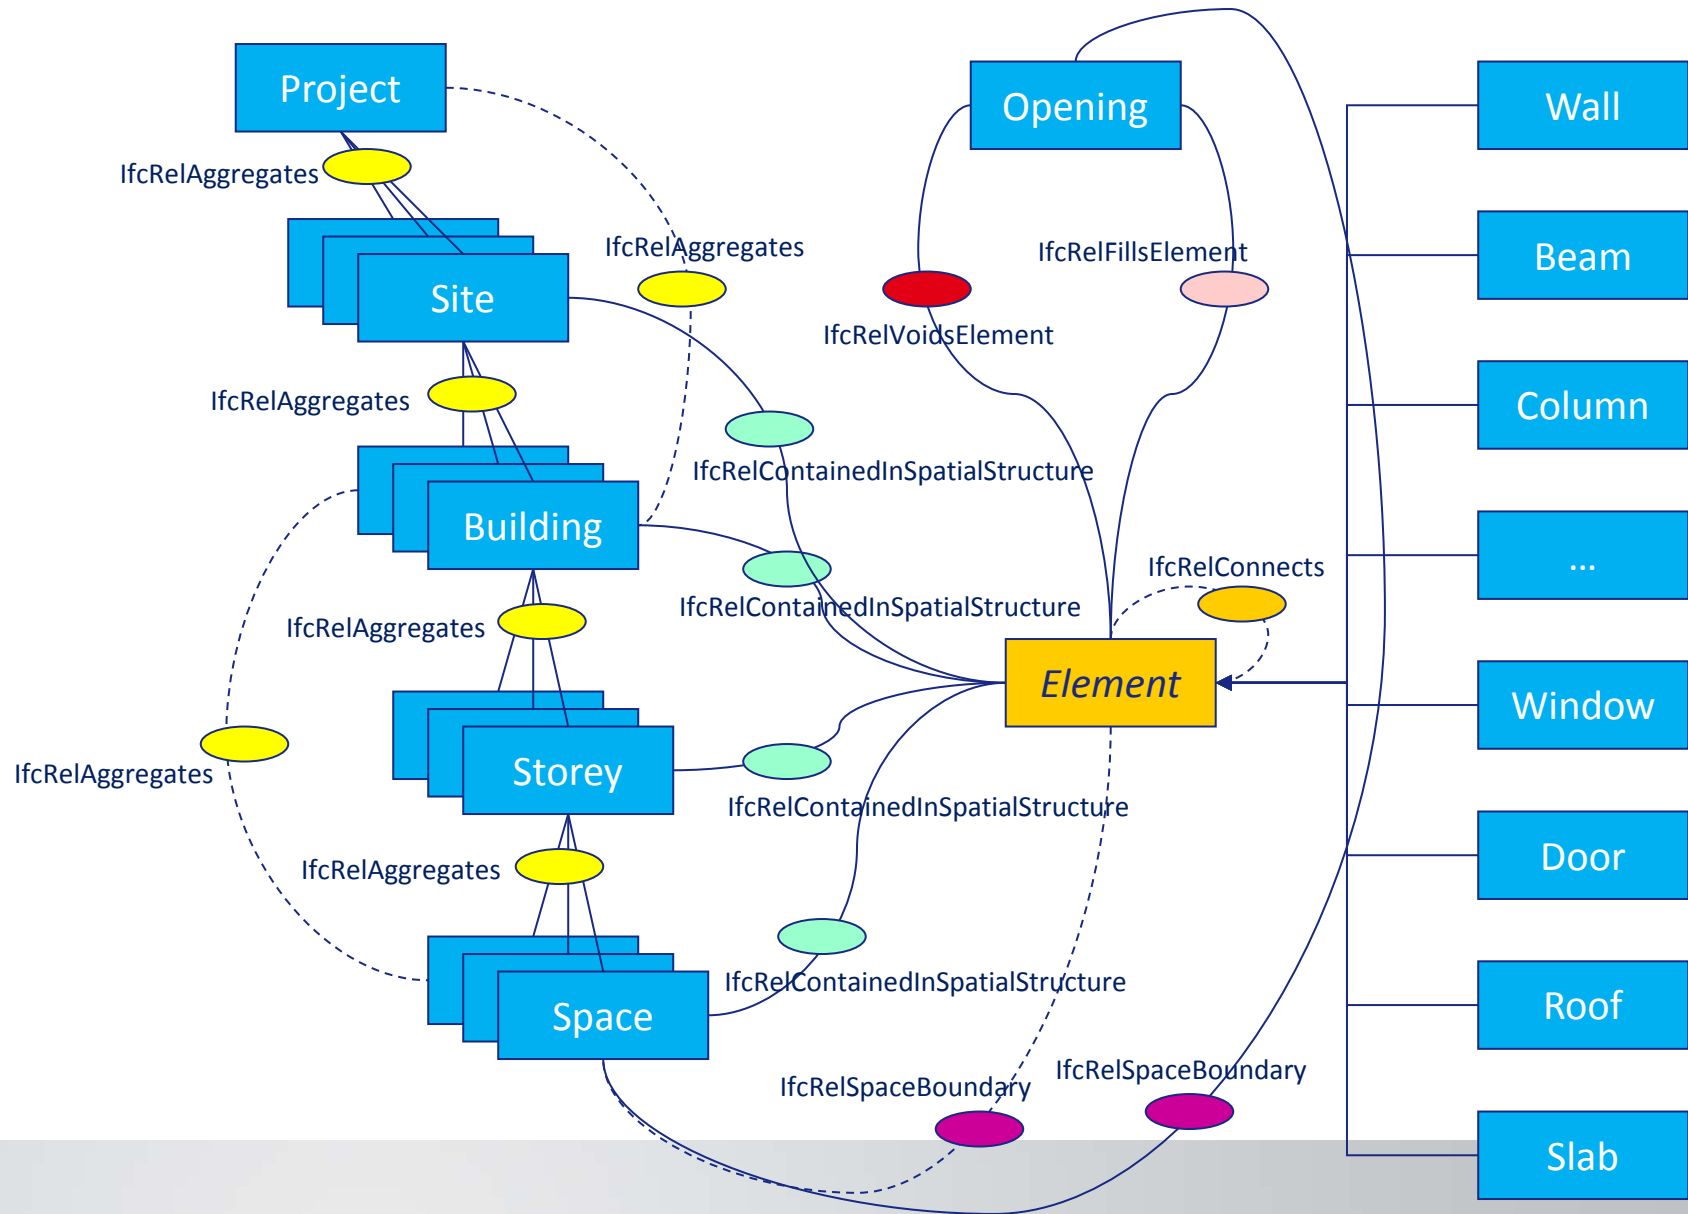 Project
Opening
Wall
IfcRelAggregates
IfcRelAggregates
IfcRelFillsElement
Beam
Site
IfcRelVoidsElement
IfcRelAggregates
Column
IfcRelContainedInSpatialStructure
Building
...
IfcRelConnects
IfcRelContainedInSpatialStructure
IfcRelAggregates
Element
Window
Storey
IfcRelAggregates
IfcRelContainedInSpatialStructure
Door
IfcRelAggregates
IfcRelContainedInSpatialStructure
Roof
Space
IfcRelSpaceBoundary
IfcRelSpaceBoundary
Slab